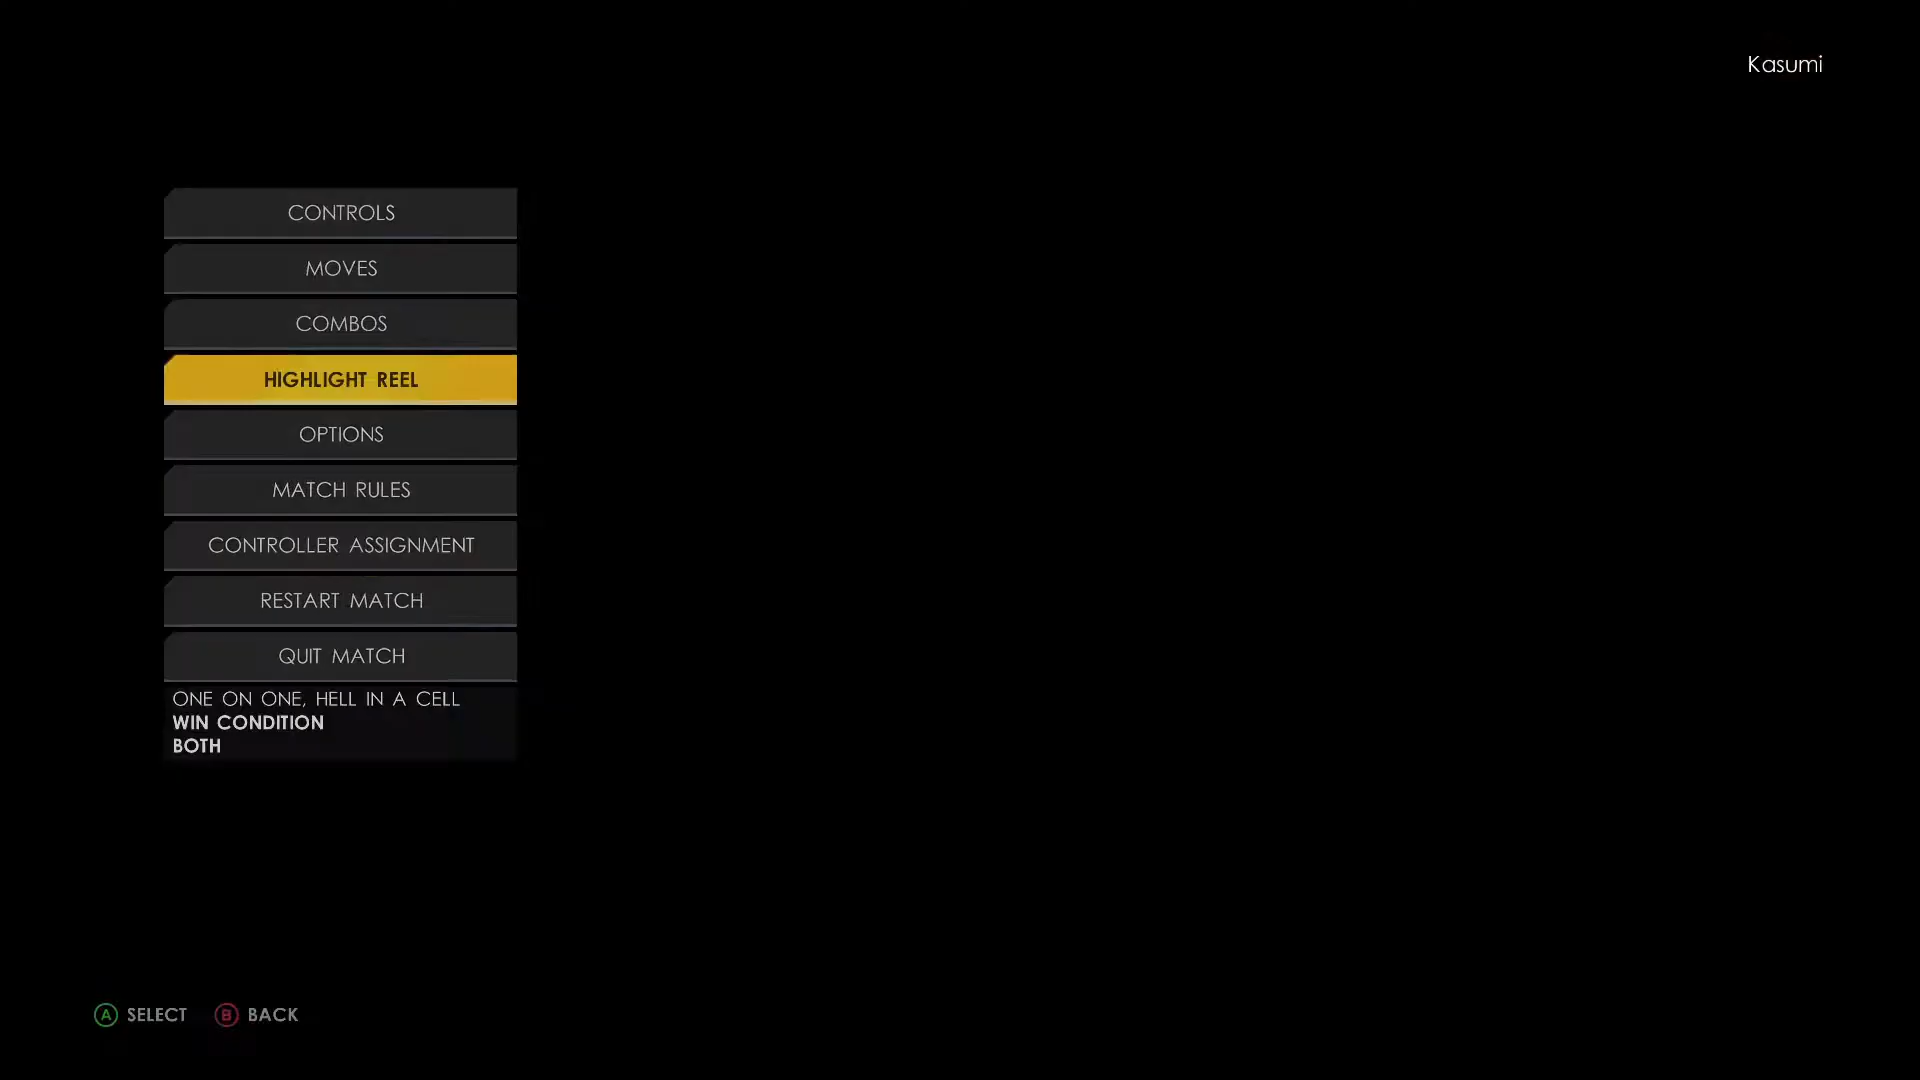 Kasumi
CONTROLS
MOVES
COMBOS
HIGHLIGHT REEL
OPTIONS
MATCH RULES
CONTROLLER ASSIGNMENT
RESTART MATCH
QUIT MATCH
ONE ON ONE, HELL IN A CELL
WIN CONDITION
BOTH
A SELECT B BACK